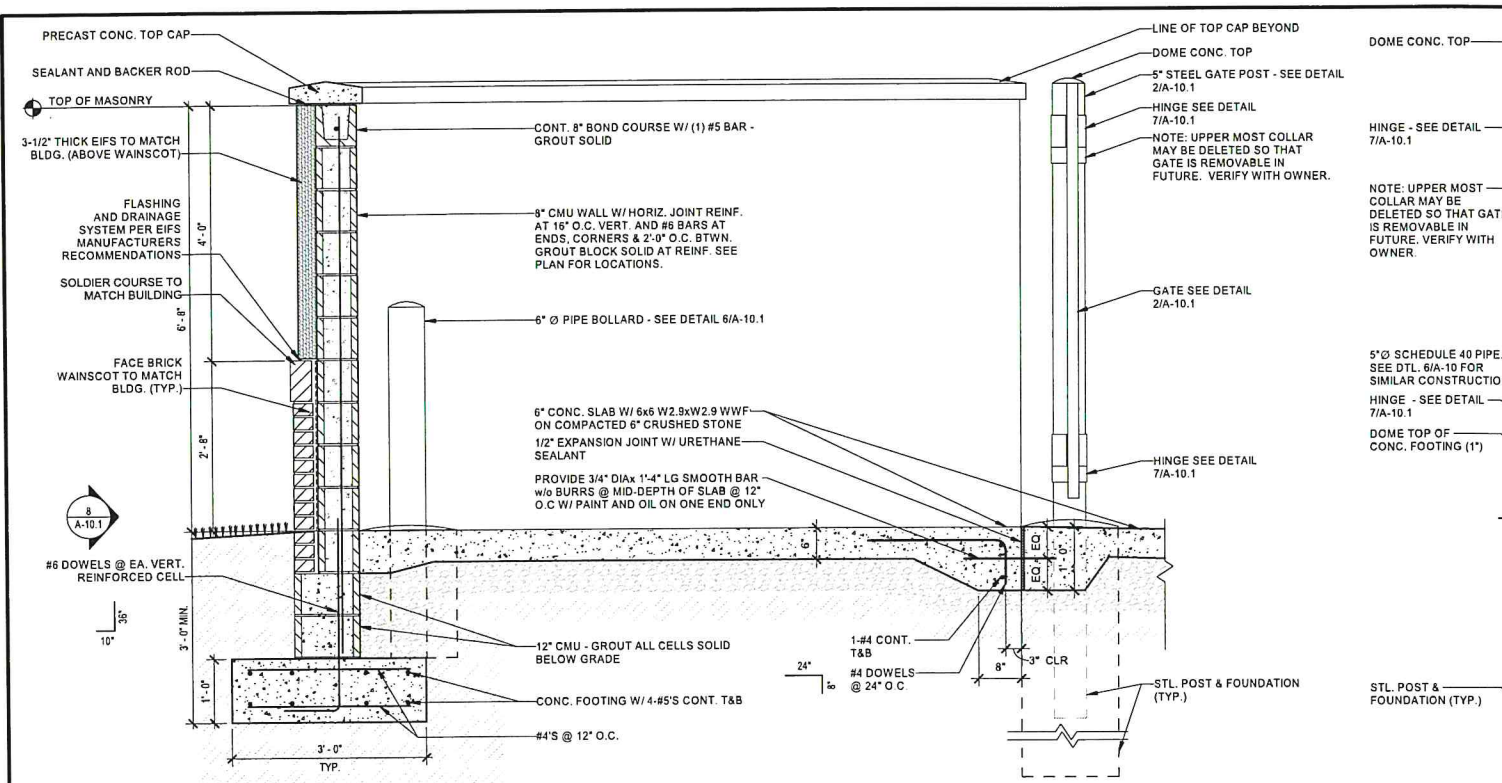 PRECAST CONC. TOP CAP
SEALANT AND BACKER ROD
TOP OF MASONRY
3-1/2" THICK EIFS TO MATCH
BLDG. (ABOVE WAINSCOT)
FLASHING
AND DRAINAGE
SYSTEM PER EIFS
MANUFACTURERS
RECOMMENDATIONS
SOLDIER COURSE TO
MATCH BUILDING
FACE BRICK
WAINSCOT TO MATCH
BLDG. (TYP.)
4'-0"
6'-8"
2'-8"
8
A-10.1
#6 DOWELS @ EA. VERT.
REINFORCED CELL
36"
10"
3'-0" MIN.
1'-0"
3'-0"
TYP.
CONT. 8" BOND COURSE W/ (1) #5 BAR -
GROUT SOLID
8" CMU WALL W/ HORIZ. JOINT REINF.
AT 16" O.C. VERT. AND #6 BARS AT
ENDS, CORNERS & 2'-0" O.C. BTWN.
GROUT BLOCK SOLID AT REINF. SEE
PLAN FOR LOCATIONS.
6" Ø PIPE BOLLARD - SEE DETAIL 6/A-10.1
6" CONC. SLAB W/ 6x6 W2.9xW2.9 WWF
ON COMPACTED 6" CRUSHED STONE
1/2" EXPANSION JOINT W/ URETHANE
SEALANT
PROVIDE 3/4" DIAx 1'-4" LG SMOOTH BAR
w/o BURRS @ MID-DEPTH OF SLAB @ 12"
O.C W/ PAINT AND OIL ON ONE END ONLY
6"
EQ
EQ
1'-0"
12" CMU - GROUT ALL CELLS SOLID
BELOW GRADE
CONC. FOOTING W/ 4-#5'S CONT. T&B
#4'S @ 12" O.C.
24"
8"
1-#4 CONT.
T&B
#4 DOWELS
@ 24" O.C
8"
3" CLR
LINE OF TOP CAP BEYOND
DOME CONC. TOP
5" STEEL GATE POST - SEE DETAIL
2/A-10.1
HINGE SEE DETAIL
7/A-10.1
NOTE: UPPER MOST COLLAR
MAY BE DELETED SO THAT
GATE IS REMOVABLE IN
FUTURE. VERIFY WITH OWNER.
GATE SEE DETAIL
2/A-10.1
HINGE SEE DETAIL
7/A-10.1
STL. POST & FOUNDATION
(TYP.)
DOME CONC. TOP
HINGE - SEE DETAIL
7/A-10.1
NOTE: UPPER MOST
COLLAR MAY BE
DELETED SO THAT GAT
IS REMOVABLE IN
FUTURE. VERIFY WITH
OWNER.
5"Ø SCHEDULE 40 PIPE.
SEE DTL. 6/A-10 FOR
SIMILAR CONSTRUCTIO
HINGE - SEE DETAIL
7/A-10.1
DOME TOP OF
CONC. FOOTING (1")
STL. POST &
FOUNDATION (TYP.)